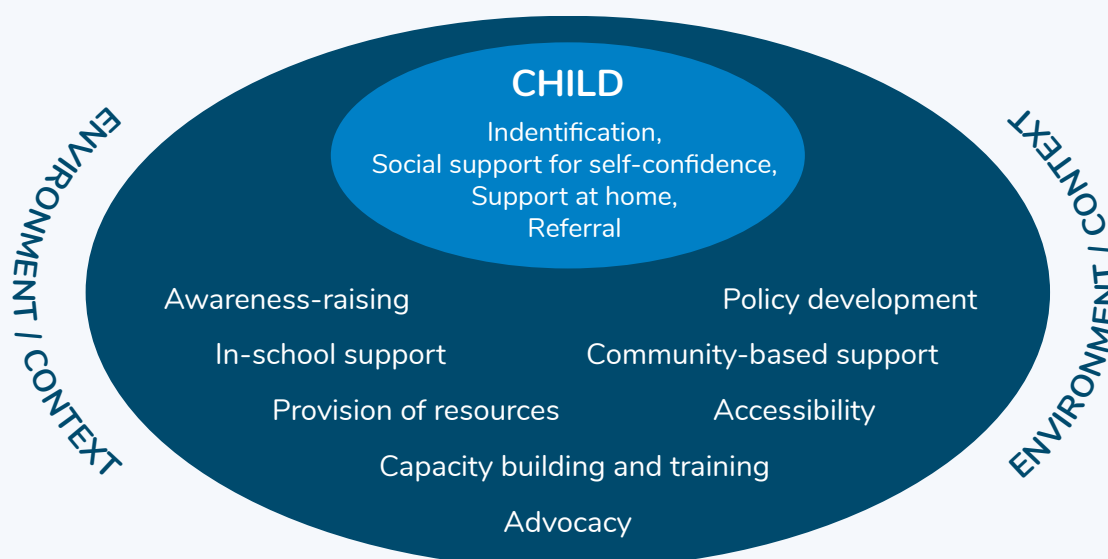 CHILD
Indentification,
Social support for self-confidence,
Support at home,
Referral
ENVIRONMENT / CONTEXT
ENVIRONMENT / CONTEXT
Awareness-raising
Policy development
In-school support
Community-based support
Provision of resources
Accessibility
Capacity building and training
Advocacy